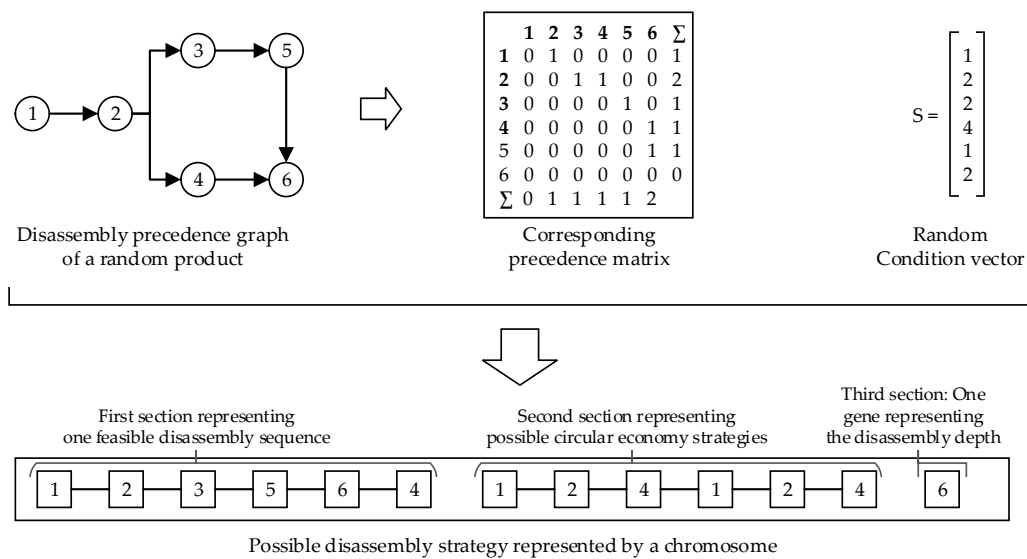 1
2
3
5
4
6
Disassembly precedence graph
of a random product
1 2 3 4 5 6 ∑
1 0 1 0 0 0 0 1
2 0 0 1 1 0 0 2
3 0 0 0 0 1 0 1
4 0 0 0 0 0 1 1
5 0 0 0 0 0 1 1
6 0 0 0 0 0 0 0
∑ 0 1 1 1 1 2
Corresponding
precedence matrix
S =
1
2
2
4
1
2
Random
Condition vector
First section representing
one feasible disassembly sequence
Second section representing
possible circular economy strategies
Third section: One
gene representing
the disassembly depth
1 2 3 5 6 4 1 2 4 1 2 4 6
Possible disassembly strategy represented by a chromosome